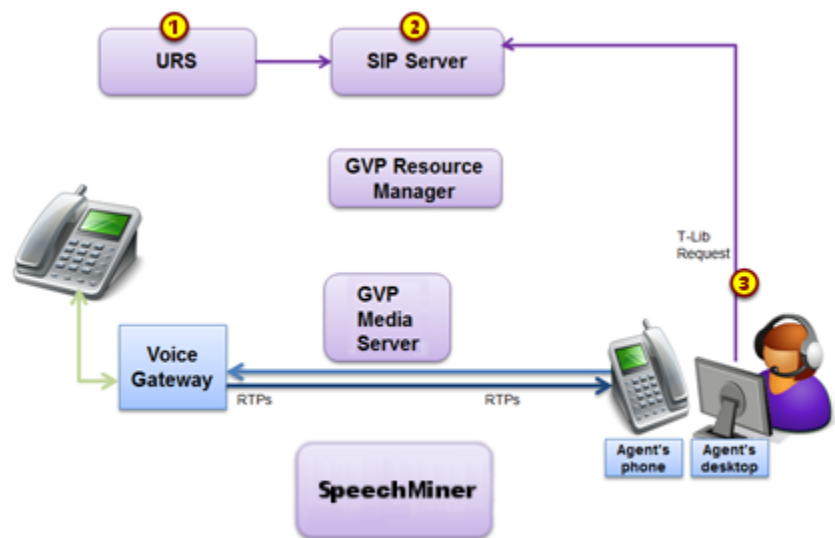 1
2
URS
SIP Server
GVP Resource
Manager
T-Lib
Request
3
GVP
Media
Server
Voice
Gateway
RTPs
RTPs
Agent's
phone
Agent's
desktop
SpeechMiner